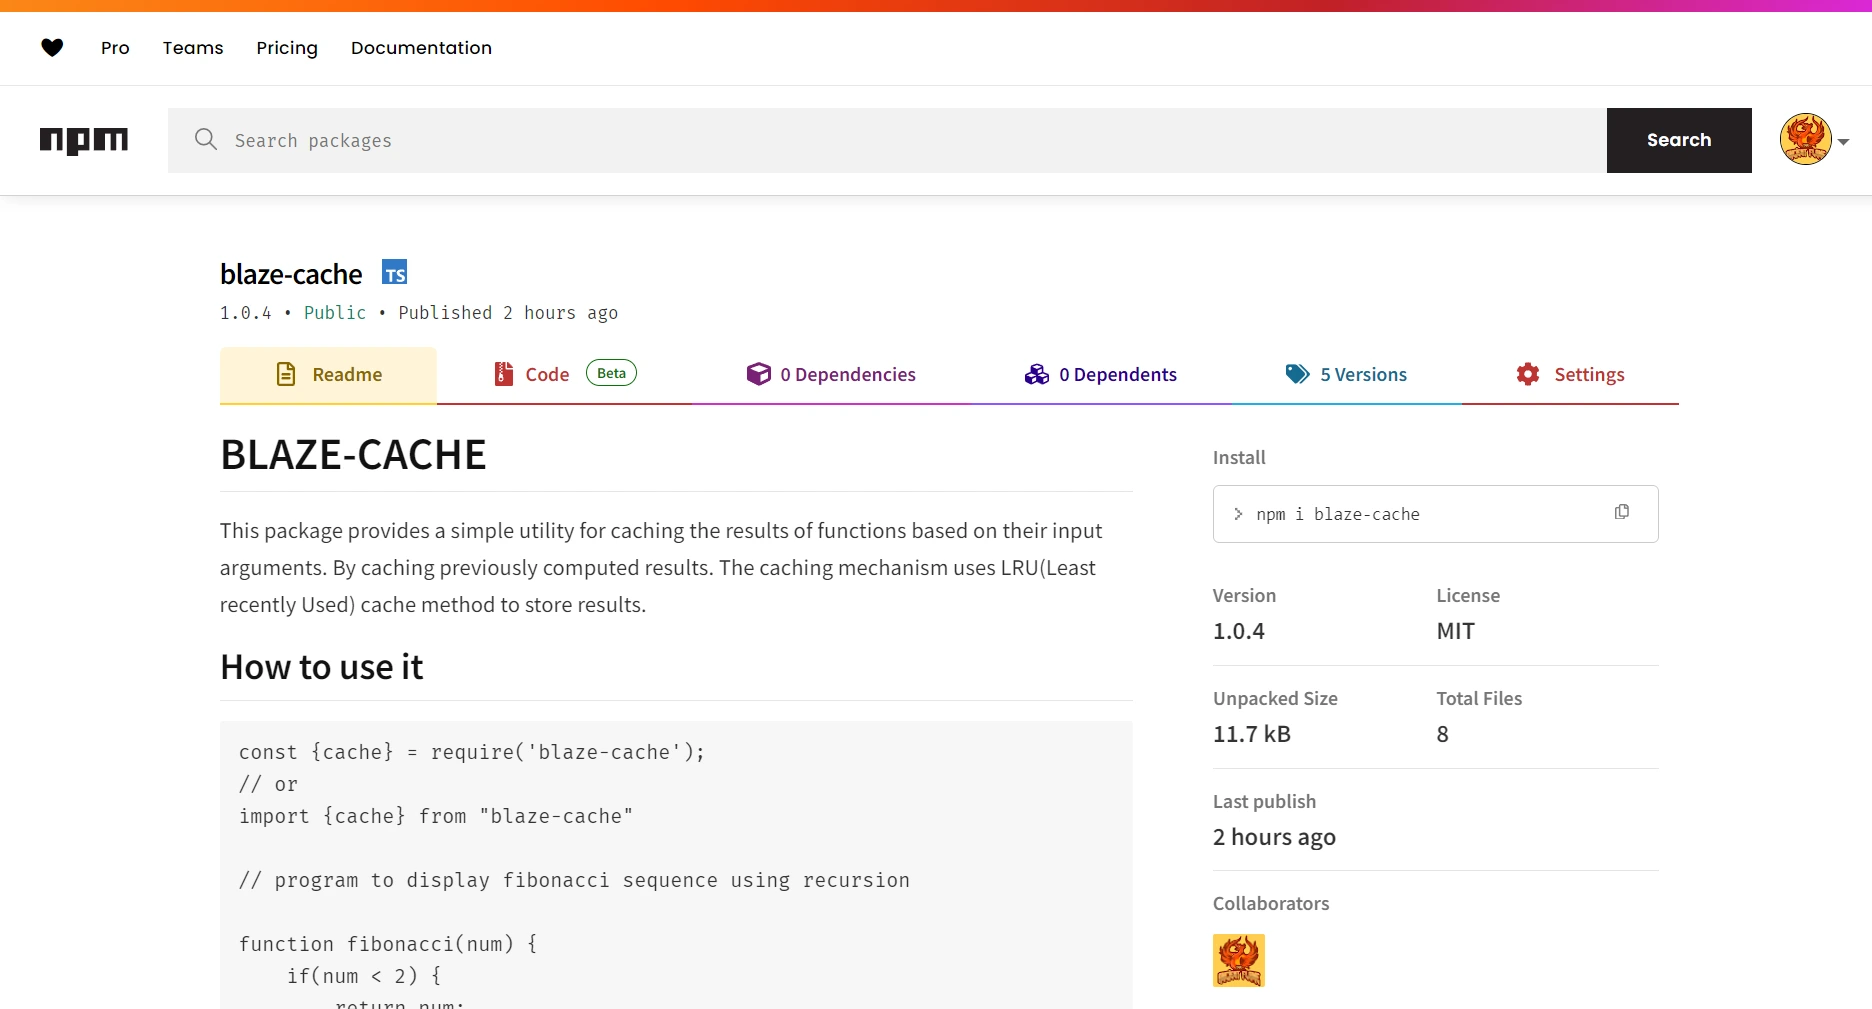 Pro Teams Pricing Documentation
npm Search packages Search
blaze-cache TS
1.0.4 • Public • Published 2 hours ago
Readme Code Beta 0 Dependencies 0 Dependents 5 Versions Settings
BLAZE-CACHE
This package provides a simple utility for caching the results of functions based on their input
arguments. By caching previously computed results. The caching mechanism uses LRU(Least
recently Used) cache method to store results.
How to use it
const {cache} = require('blaze-cache');
// or
import {cache} from "blaze-cache"
// program to display fibonacci sequence using recursion
function fibonacci(num) {
if(num < 2) {
return num;
Install
> npm i blaze-cache
Version License
1.0.4 MIT
Unpacked Size Total Files
11.7 kB 8
Last publish
2 hours ago
Collaborators